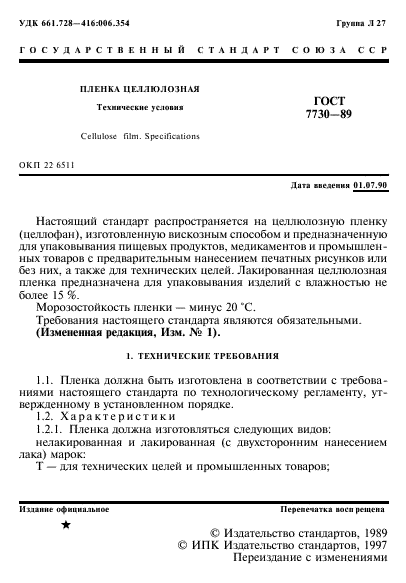 УДК 661.728—416:006.354
Группа Л 27
ГОСУДАРСТВЕННЫЙ СТАНДАРТ СОЮЗА ССР
ПЛЕНКА ЦЕЛЛЮЛОЗНАЯ
Технические условия
Cellulose film. Specifications
ГОСТ
7730—89
ОКП 22 6511
Дата введения 01.07.90
Настоящий стандарт распространяется на целлюлозную пленку
(целлофан), изготовленную вискозным способом и предназначенную
для упаковывания пищевых продуктов, медикаментов и промышлен-
ных товаров с предварительным нанесением печатных рисунков или
без них, а также для технических целей. Лакированная целлюлозная
пленка предназначена для упаковывания изделий с влажностью не
более 15 %.
Морозостойкость пленки — минус 20 °С.
Требования настоящего стандарта являются обязательными.
(Измененная редакция, Изм. № 1).
1. ТЕХНИЧЕСКИЕ ТРЕБОВАНИЯ
1.1. Пленка должна быть изготовлена в соответствии с требова-
ниями настоящего стандарта по технологическому регламенту, ут-
вержденному в установленном порядке.
1.2. Характеристики
1.2.1. Пленка должна изготовляться следующих видов:
нелакированная и лакированная (с двухсторонним нанесением
лака) марок:
Т — для технических целей и промышленных товаров;
Издание официальное
Перепечатка воспрещена
★
© Издательство стандартов, 1989
© ИПК Издательство стандартов, 1997
Переиздание с изменениями